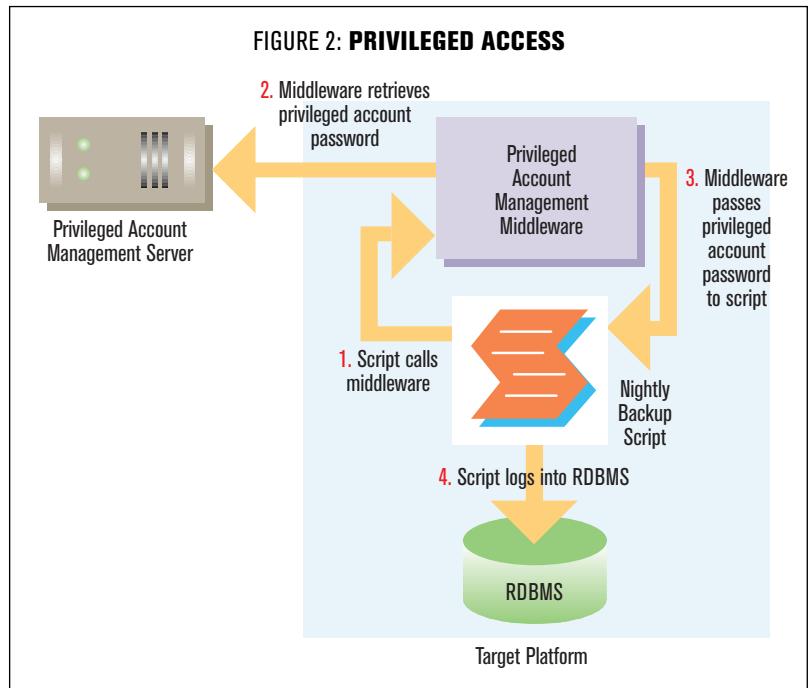 FIGURE 2: PRIVILEGED ACCESS
2. Middleware retrieves
privileged account
password
Privileged Account
Management Server
Privileged
Account
Management
Middleware
3. Middleware
passes
privileged
account
password
to script
1. Script calls
middleware
Nightly
Backup
Script
4. Script logs into RDBMS
RDBMS
Target Platform